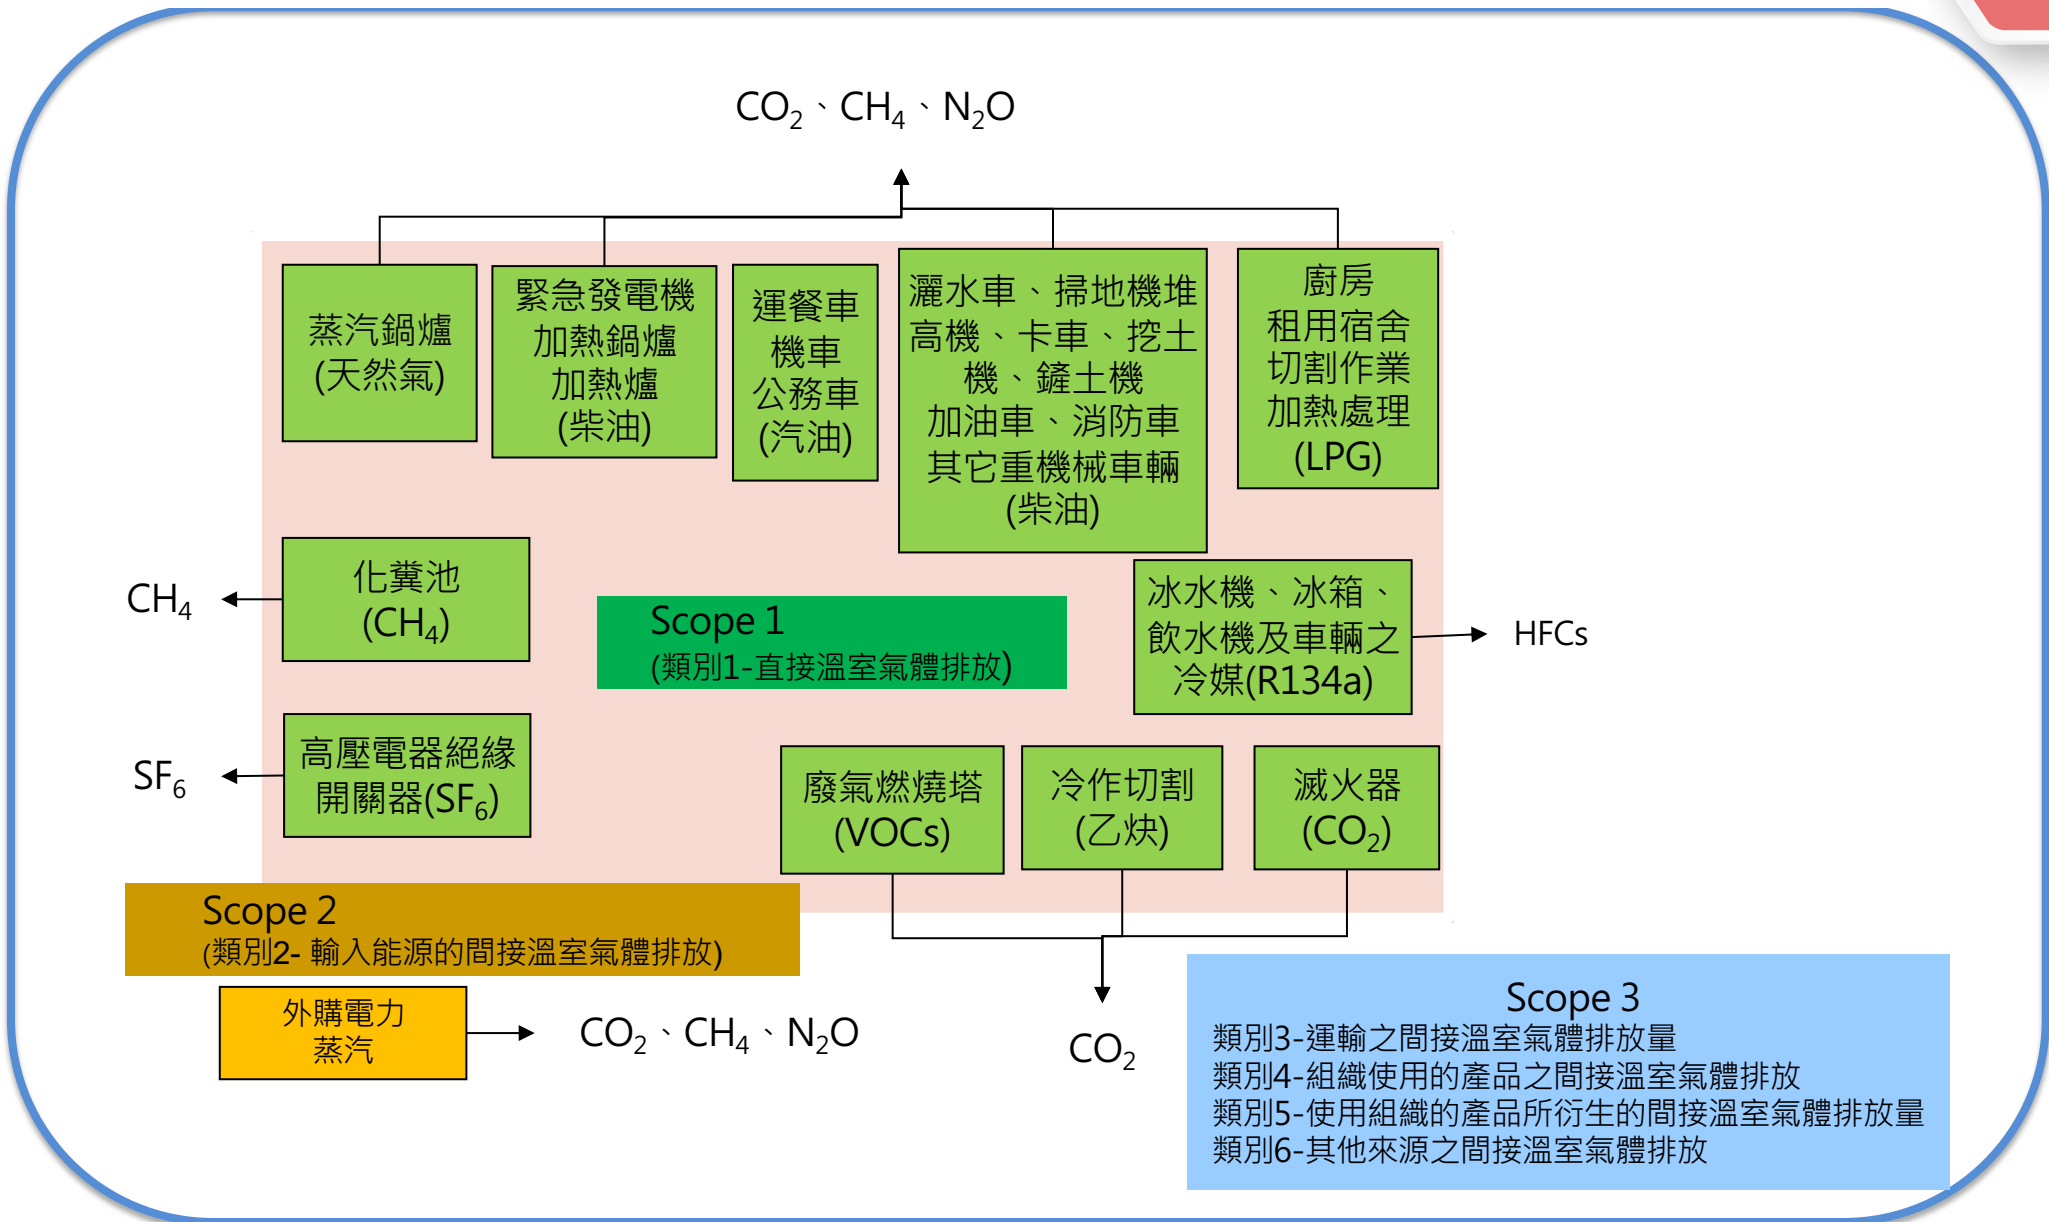 CO₂、CH₄、N₂O
蒸汽鍋爐
(天然氣)
緊急發電機
加熱鍋爐
加熱爐
(柴油)
運餐車
機車
公務車
(汽油)
灑水車、掃地機堆
高機、卡車、挖土
機、鏟土機
加油車、消防車
其它重機械車輛
(柴油)
廚房
租用宿舍
切割作業
加熱處理
(LPG)
CH₄
化糞池
(CH₄)
Scope 1
(類別1-直接溫室氣體排放)
冰水機、冰箱、
飲水機及車輛之
冷媒(R134a)
HFCs
SF₆
高壓電器絕緣
開關器(SF₆)
廢氣燃燒塔
(VOCs)
冷作切割
(乙炔)
滅火器
(CO₂)
Scope 2
(類別2- 輸入能源的間接溫室氣體排放)
外購電力
蒸汽
CO₂、CH₄、N₂O
CO₂
Scope 3
類別3-運輸之間接溫室氣體排放量
類別4-組織使用的產品之間接溫室氣體排放
類別5-使用組織的產品所衍生的間接溫室氣體排放量
類別6-其他來源之間接溫室氣體排放